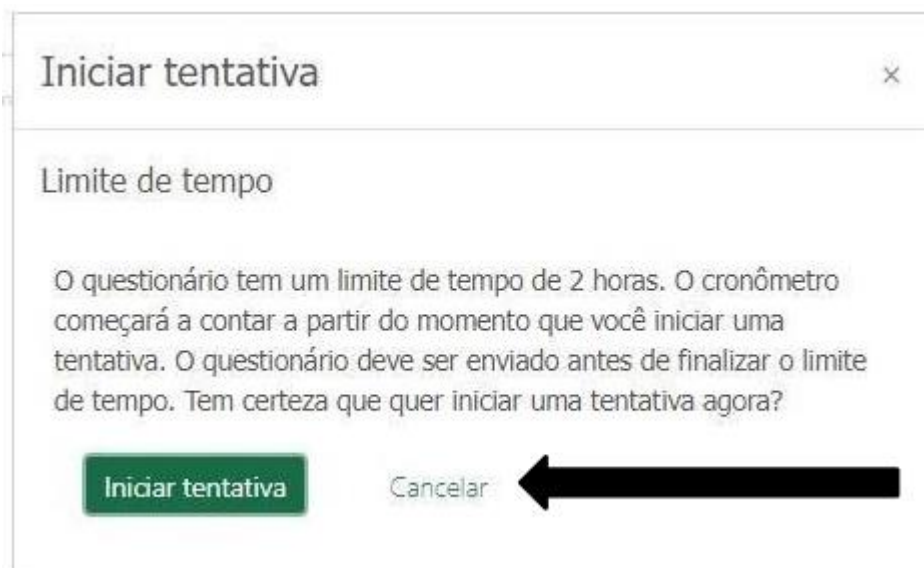 Iniciar tentativa ×
Limite de tempo
O questionário tem um limite de tempo de 2 horas. O cronômetro
começará a contar a partir do momento que você iniciar uma
tentativa. O questionário deve ser enviado antes de finalizar o limite
de tempo. Tem certeza que quer iniciar uma tentativa agora?
Iniciar tentativa Cancelar